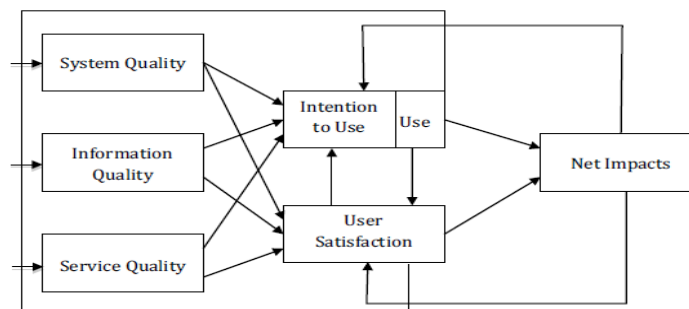 System Quality
Intention
to Use
Use
Information
Quality
Net Impacts
User
Satisfaction
Service Quality